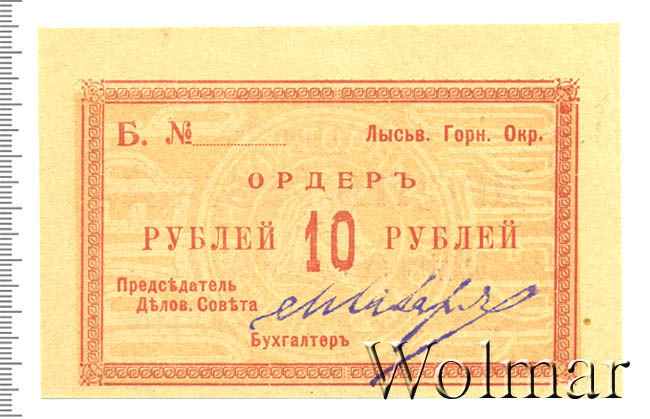 Б. №
Лысьв. Горн. Окр.
ОРДЕРЪ
РУБЛЕЙ 10 РУБЛЕЙ
Предсѣдатель
Дѣлов. Совѣта
Бухгалтеръ
Wolmar